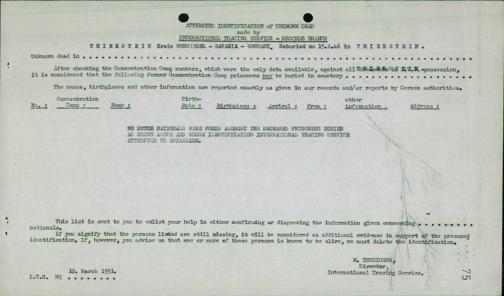 ATTEMPTED IDENTIFICATION of UNKNOWN DEAD
made by
INTERNATIONAL TRACING SERVICE - RECORDS BRANCH
THIERSTEIN Kreis WUNSIEDEL - BAVARIA - GERMANY, Reburied on 15.6.46 in THIERSTEIN.
Unknown dead in
After checking the Concentration Camp numbers, which were the only data available, against all possession,
it is considered that the following former Concentration Camp prisoners may be buried in cemetery
The names, birthplaces and other information are reported exactly as given in our records and/or reports by German authorities.
No.: Concentration Camp : Name : Birth-date : Birthplace : Arrival : from : other information . Address :
NO DUTCH NATIONALS WERE FOUND AMONGST THE DECEASED PRISONERS BURIED
AS SHOWN ABOVE AND WHOSE IDENTIFICATION INTERNATIONAL TRACING SERVICE
ATTEMPTED TO ESTABLISH.
This list is sent to you to enlist your help in either confirming or disproving the information given concerning
nationals.
If you signify that the persons listed are still missing, it will be considered as additional evidence in support of the presumed
identification. If, however, you advise us that one or more of these persons is known to be alive, we must delete the identification.
12. March 1951.
Director,
International Tracing Service.
I.T.S. No
75